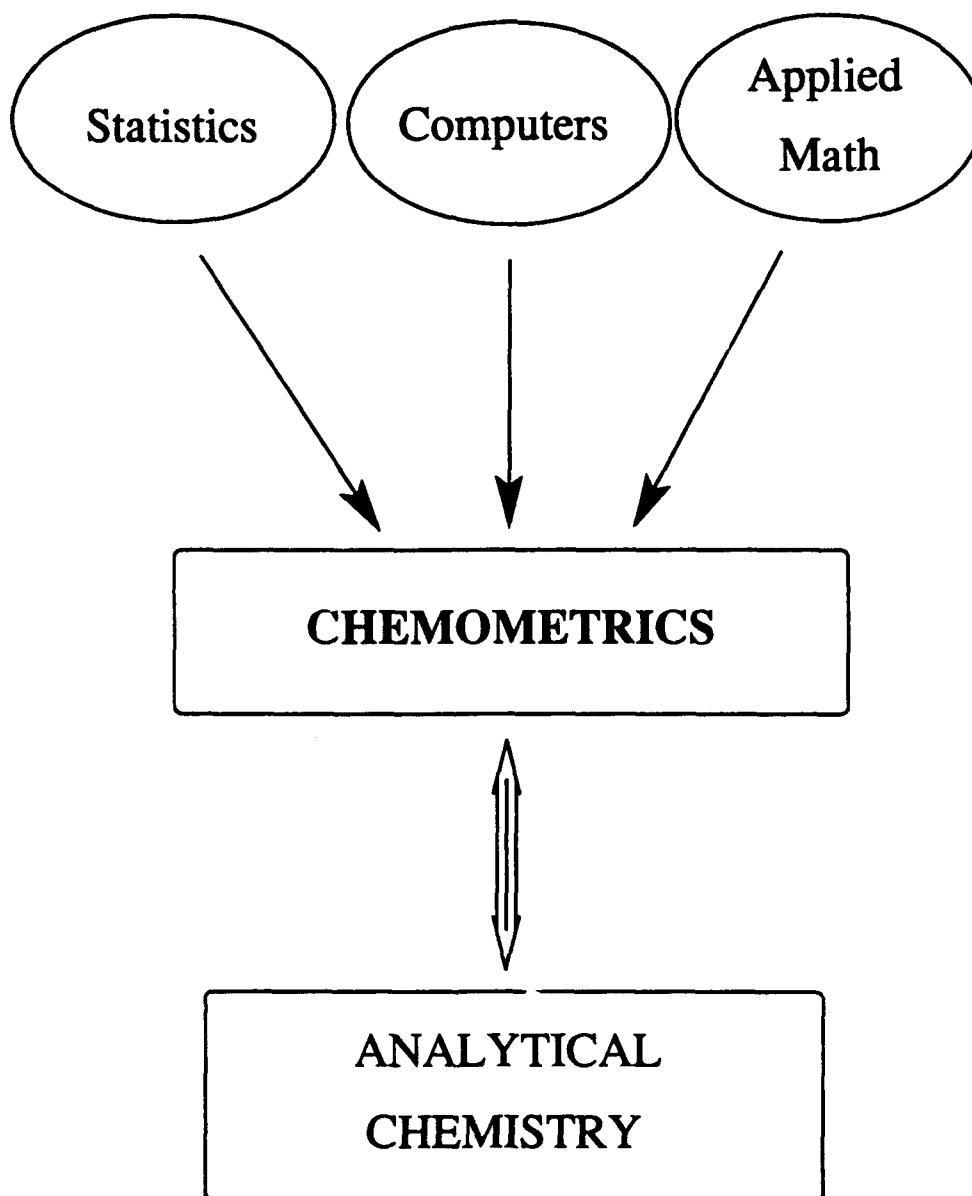 Statistics
Computers
Applied
Math
CHEMOMETRICS
ANALYTICAL
CHEMISTRY